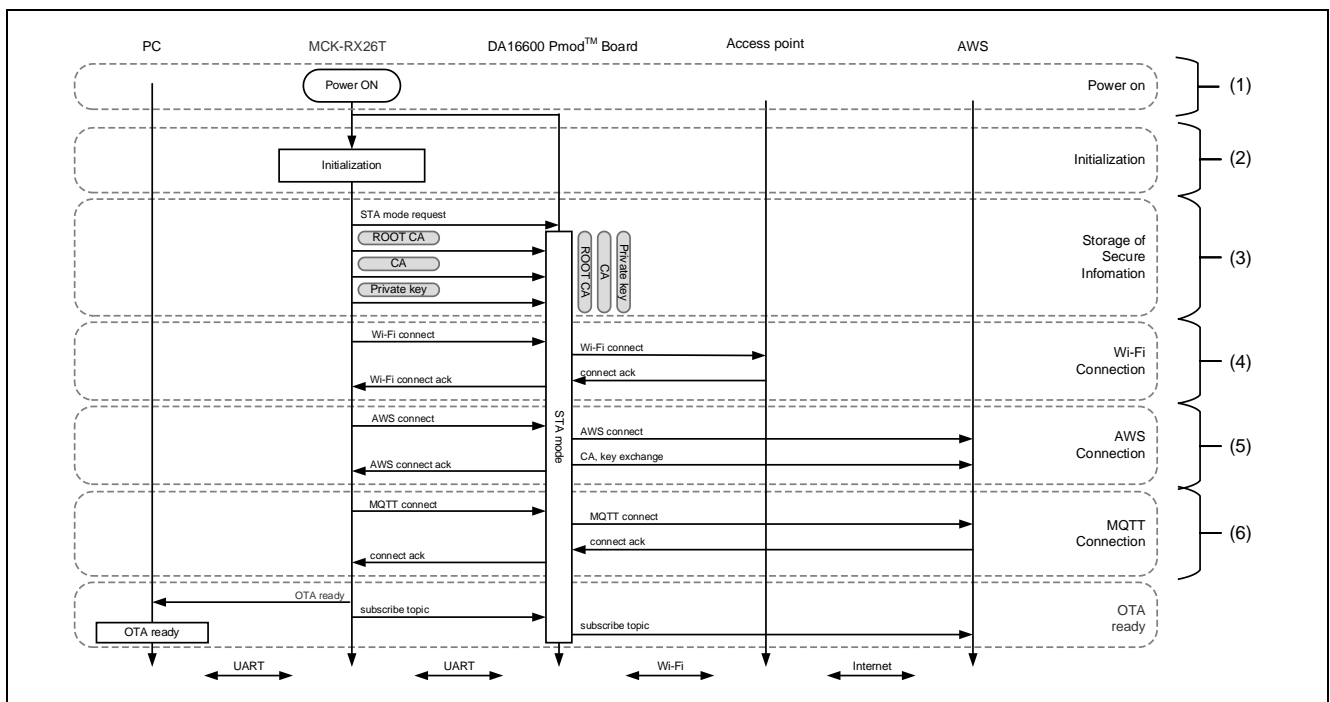 PC
MCK-RX26T
DA16600 Pmod™ Board
Access point
AWS
Power ON
Power on
(1)
Initialization
Initialization
(2)
STA mode request
ROOT CA
CA
Private key
ROOT CA
CA
Private key
Storage of
Secure
Infomation
(3)
Wi-Fi connect
Wi-Fi connect
connect ack
Wi-Fi connect ack
Wi-Fi
Connection
(4)
STA mode
AWS connect
AWS connect
CA, key exchange
AWS connect ack
AWS
Connection
(5)
MQTT connect
MQTT connect
connect ack
connect ack
MQTT
Connection
(6)
OTA ready
subscribe topic
OTA ready
subscribe topic
OTA
ready
UART
UART
Wi-Fi
Internet